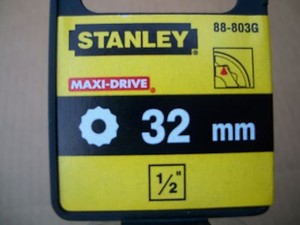 STANLEY
88-803G
MAXI-DRIVE®
32 mm
1/2"